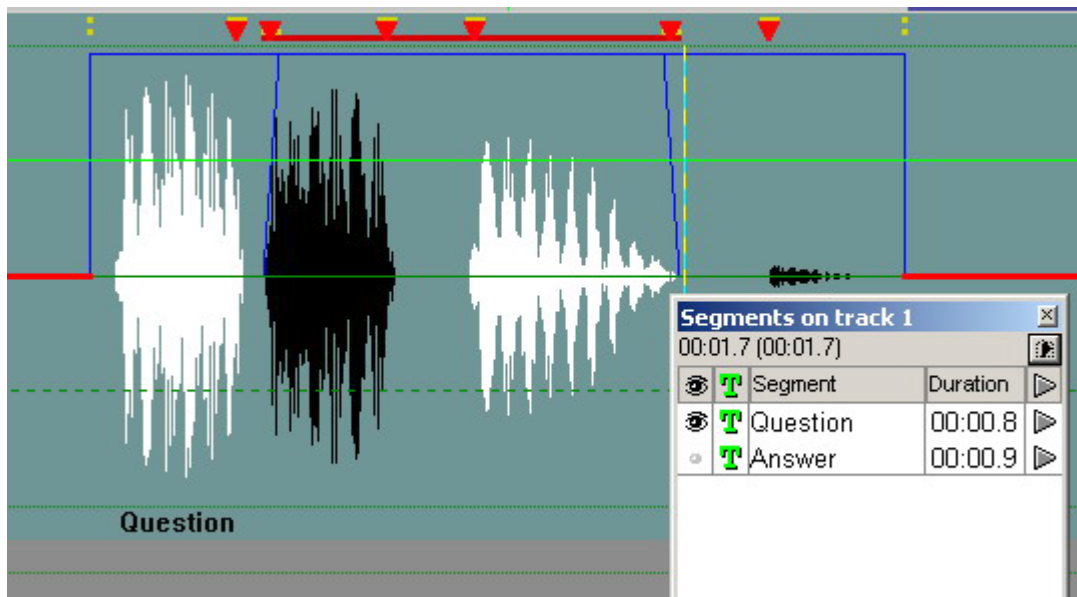 Question
Segments on track 1
00:01.7 (00:01.7)
T Segment Duration
T Question 00:00.8
T Answer 00:00.9